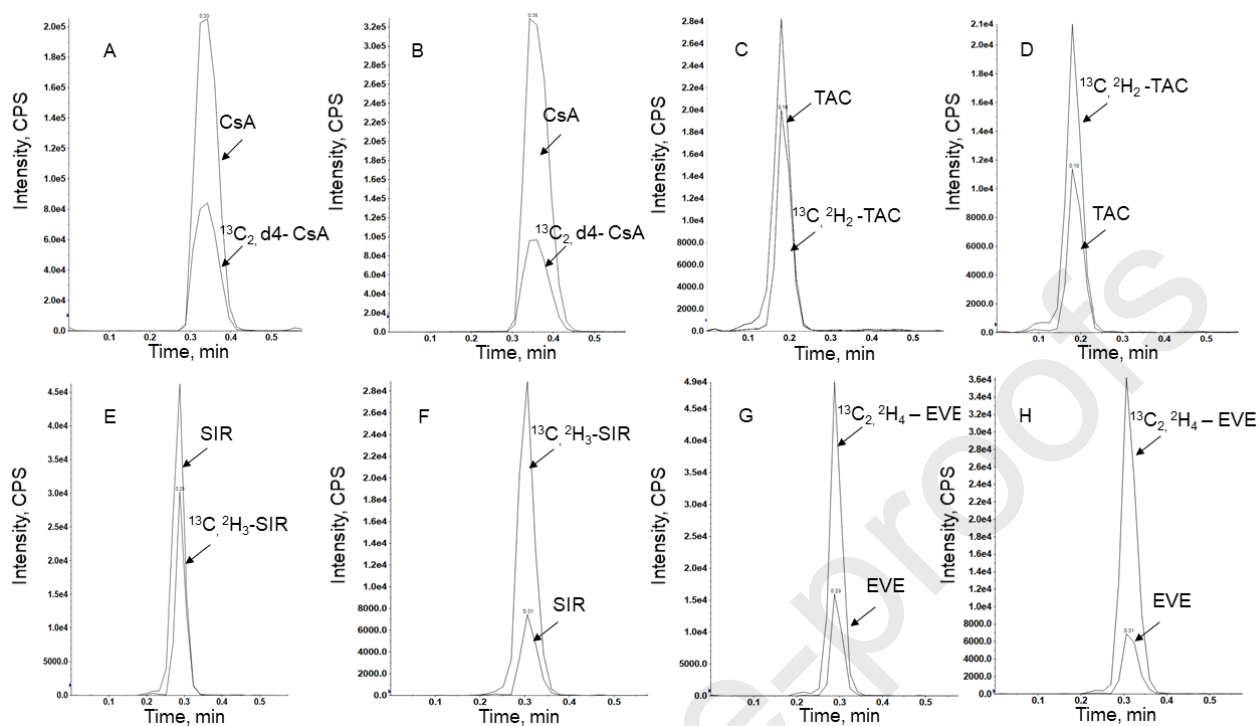 A
Intensity, CPS
2.0e5
1.8e5
1.6e5
1.4e5
1.2e5
1.0e5
8.0e4
6.0e4
4.0e4
2.0e4
0.0
0.33
CsA
¹³C₂, d4- CsA
0.1 0.2 0.3 0.4 0.5
Time, min
B
Intensity, CPS
3.2e5
3.0e5
2.8e5
2.6e5
2.4e5
2.2e5
2.0e5
1.8e5
1.6e5
1.4e5
1.2e5
1.0e5
8.0e4
6.0e4
4.0e4
2.0e4
0.0
0.35
CsA
¹³C₂, d4- CsA
0.1 0.2 0.3 0.4 0.5
Time, min
C
Intensity, CPS
2.8e4
2.6e4
2.4e4
2.2e4
2.0e4
1.8e4
1.6e4
1.4e4
1.2e4
1.0e4
8000.0
6000.0
4000.0
2000.0
0.0
0.18
TAC
¹³C, ²H₂ -TAC
0.1 0.2 0.3 0.4 0.5
Time, min
D
Intensity, CPS
2.1e4
2.0e4
1.8e4
1.6e4
1.4e4
1.2e4
1.0e4
8000.0
6000.0
4000.0
2000.0
0.0
0.18
¹³C, ²H₂ -TAC
TAC
0.1 0.2 0.3 0.4 0.5
Time, min
E
Intensity, CPS
4.5e4
4.0e4
3.5e4
3.0e4
2.5e4
2.0e4
1.5e4
1.0e4
5000.0
0.0
0.29
SIR
¹³C, ²H₃-SIR
0.1 0.2 0.3 0.4 0.5
Time, min
F
Intensity, CPS
2.8e4
2.6e4
2.4e4
2.2e4
2.0e4
1.8e4
1.6e4
1.4e4
1.2e4
1.0e4
8000.0
6000.0
4000.0
2000.0
0.0
0.31
¹³C, ²H₃-SIR
SIR
0.1 0.2 0.3 0.4 0.5
Time, min
G
Intensity, CPS
4.9e4
4.5e4
4.0e4
3.5e4
3.0e4
2.5e4
2.0e4
1.5e4
1.0e4
5000.0
0.0
0.29
¹³C₂, ²H₄ – EVE
EVE
0.1 0.2 0.3 0.4 0.5
Time, min
H
Intensity, CPS
3.6e4
3.4e4
3.2e4
3.0e4
2.8e4
2.6e4
2.4e4
2.2e4
2.0e4
1.8e4
1.6e4
1.4e4
1.2e4
1.0e4
8000.0
6000.0
4000.0
2000.0
0.0
0.31
¹³C₂, ²H₄ – EVE
EVE
0.1 0.2 0.3 0.4 0.5
Time, min
e-proofs